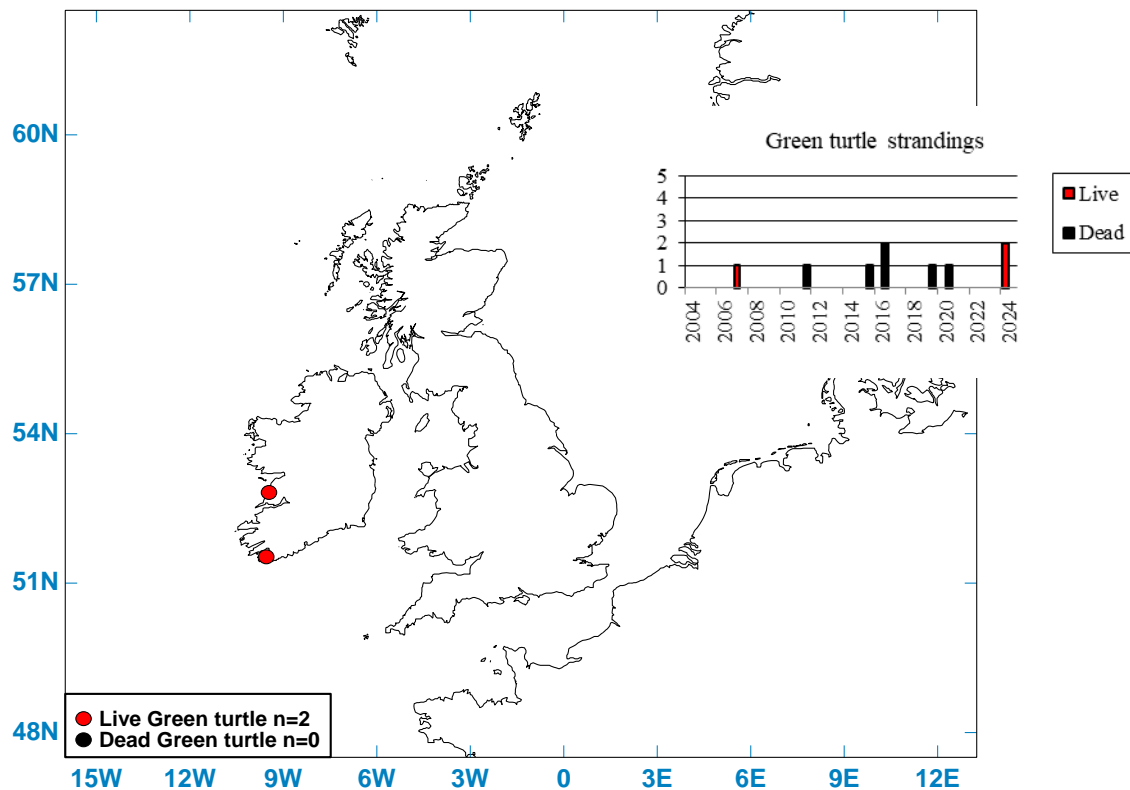 60N
57N
54N
51N
48N
Green turtle strandings
5
4
3
2
1
0
2004
2006
2008
2010
2012
2014
2016
2018
2020
2022
2024
Live
Dead
Live Green turtle n=2
Dead Green turtle n=0
15W 12W 9W 6W 3W 0 3E 6E 9E 12E